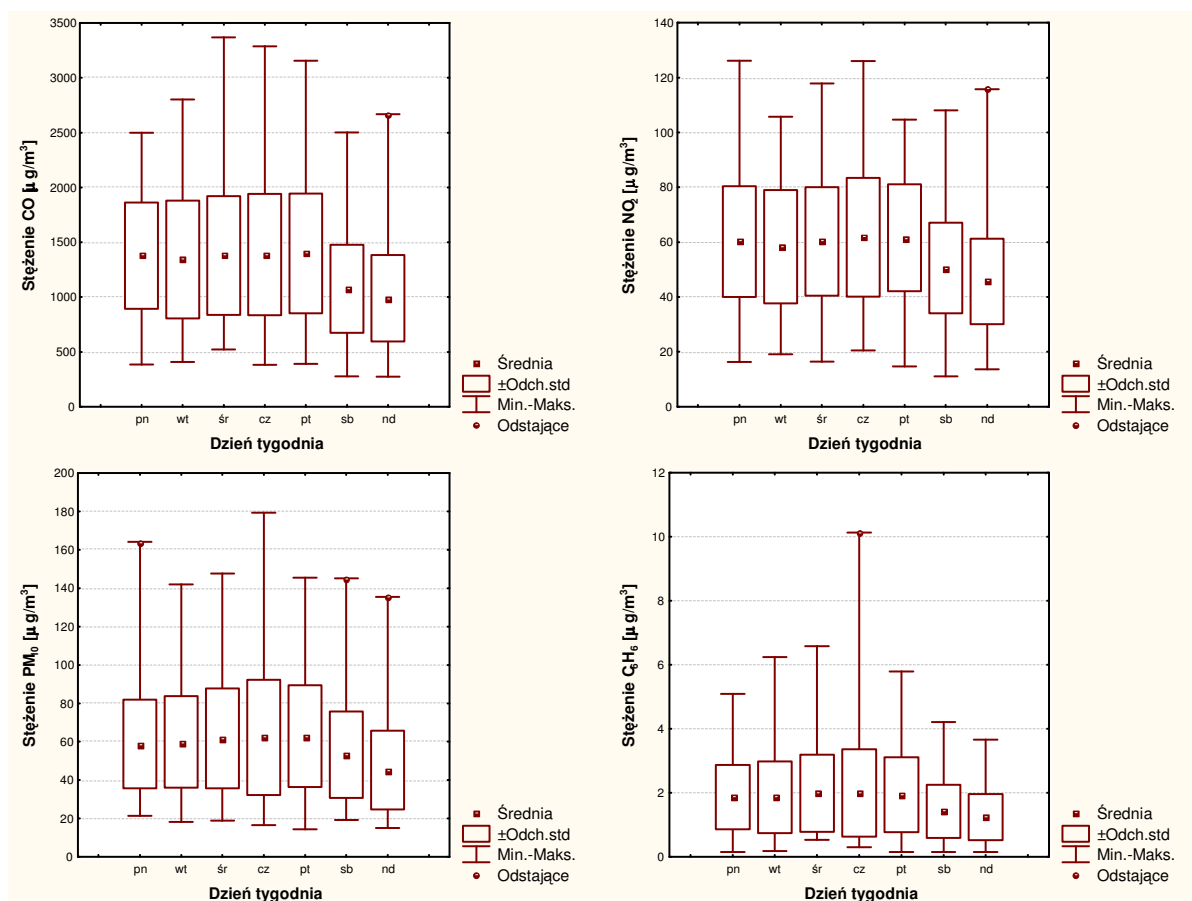 Stężenie CO [µ g/m³]
3500
3000
2500
2000
1500
1000
500
0
pn wt śr cz pt sb nd
Dzień tygodnia
Średnia
±Odch.std
Min.-Maks.
Odstające
Stężenie NO₂ [µ g/m³]
140
120
100
80
60
40
20
0
pn wt śr cz pt sb nd
Dzień tygodnia
Średnia
±Odch.std
Min.-Maks.
Odstające
Stężenie PM₁₀ [µ g/m³]
200
180
160
140
120
100
80
60
40
20
0
pn wt śr cz pt sb nd
Dzień tygodnia
Średnia
±Odch.std
Min.-Maks.
Odstające
Stężenie C₆H₆ [µ g/m³]
12
10
8
6
4
2
0
pn wt śr cz pt sb nd
Dzień tygodnia
Średnia
±Odch.std
Min.-Maks.
Odstające